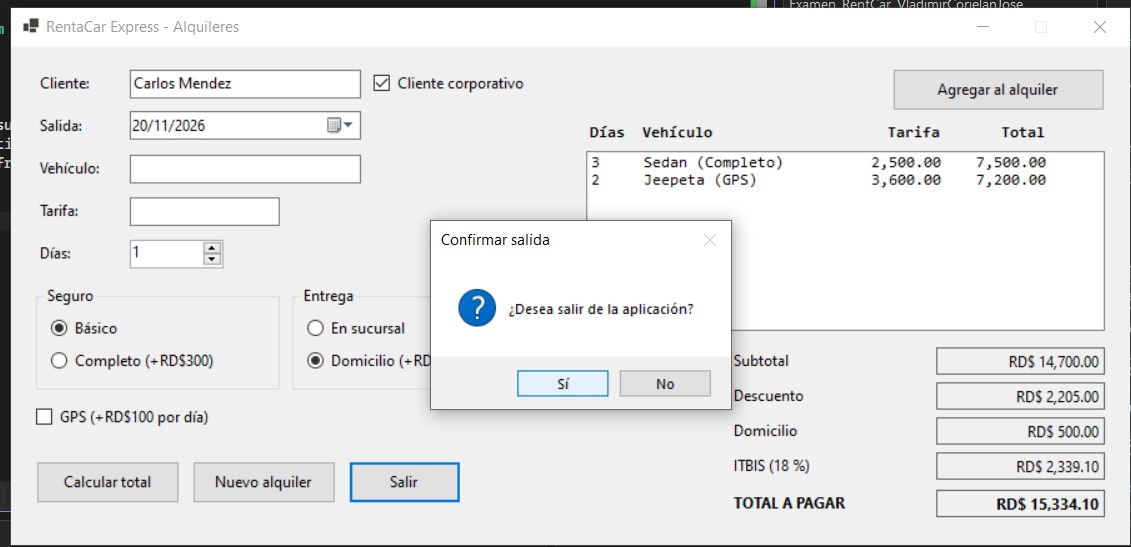 Examen_RentCar_VladimirCorielanJose
RentaCar Express - Alquileres
Cliente: Carlos Mendez Cliente corporativo
Agregar al alquiler
Salida: 20/11/2026
Días Vehículo Tarifa Total
3 Sedan (Completo) 2,500.00 7,500.00
2 Jeepeta (GPS) 3,600.00 7,200.00
Vehículo:
Tarifa:
Días: 1
Confirmar salida
¿Desea salir de la aplicación?
Sí No
Seguro
Básico
Completo (+RD$300)
Entrega
En sucursal
Domicilio (+RD
GPS (+RD$100 por día)
Subtotal RD$ 14,700.00
Descuento RD$ 2,205.00
Domicilio RD$ 500.00
ITBIS (18 %) RD$ 2,339.10
TOTAL A PAGAR RD$ 15,334.10
Calcular total Nuevo alquiler Salir